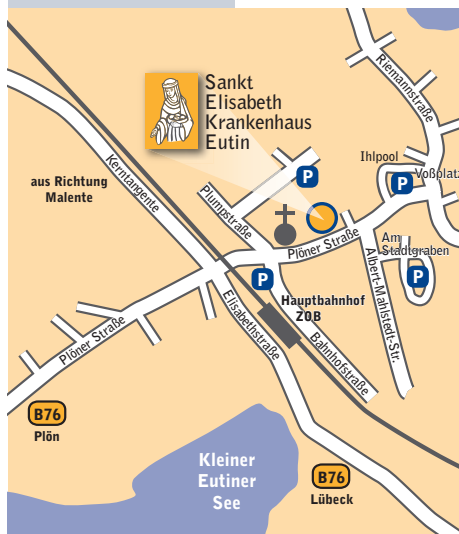 Sankt
Elisabeth
Krankenhaus
Eutin
Riemannstraße
Ihlpool
Voßplatz
P
P
aus Richtung
Malente
Kerntangente
Plumpstraße
Plöner Straße
Am
Stadtgraben
P
Albert-Mahlstedt-Str.
P
Hauptbahnhof
ZOB
Elisabethstraße
Bahnhofstraße
Plöner Straße
B76
Plön
Kleiner
Eutiner
See
B76
Lübeck